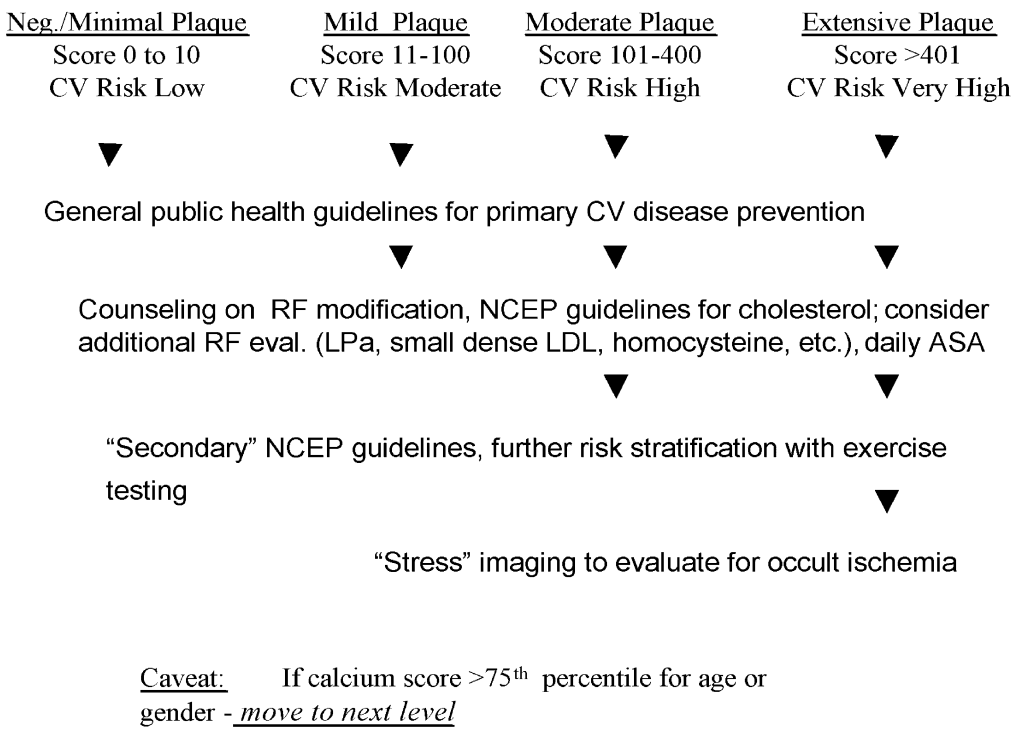 Neg./Minimal Plaque Mild Plaque Moderate Plaque Extensive Plaque
Score 0 to 10 Score 11-100 Score 101-400 Score >401
CV Risk Low CV Risk Moderate CV Risk High CV Risk Very High
General public health guidelines for primary CV disease prevention
Counseling on RF modification, NCEP guidelines for cholesterol; consider
additional RF eval. (LPa, small dense LDL, homocysteine, etc.), daily ASA
“Secondary” NCEP guidelines, further risk stratification with exercise
testing
“Stress” imaging to evaluate for occult ischemia
Caveat: If calcium score >75th percentile for age or
gender - move to next level